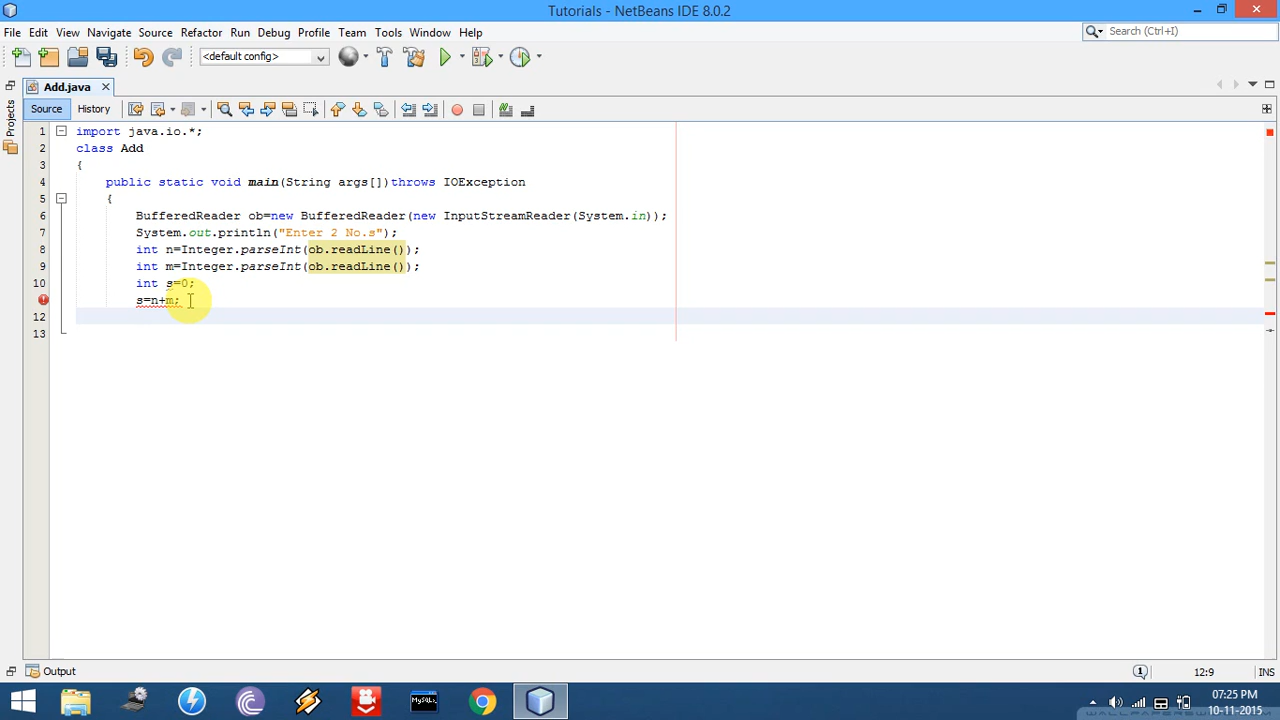 Tutorials - NetBeans IDE 8.0.2
File Edit View Navigate Source Refactor Run Debug Profile Team Tools Window Help
Search (Ctrl+I)
<default config>
Add.java
Source History
Projects
1 import java.io.*;
2 class Add
3 {
4 public static void main(String args[])throws IOException
5 {
6 BufferedReader ob=new BufferedReader(new InputStreamReader(System.in));
7 System.out.println("Enter 2 No.s");
8 int n=Integer.parseInt(ob.readLine());
9 int m=Integer.parseInt(ob.readLine());
10 int s=0;
s=n+m;
12
13
Output
1
12:9
INS
MySQL
07:25 PM
10-11-2015